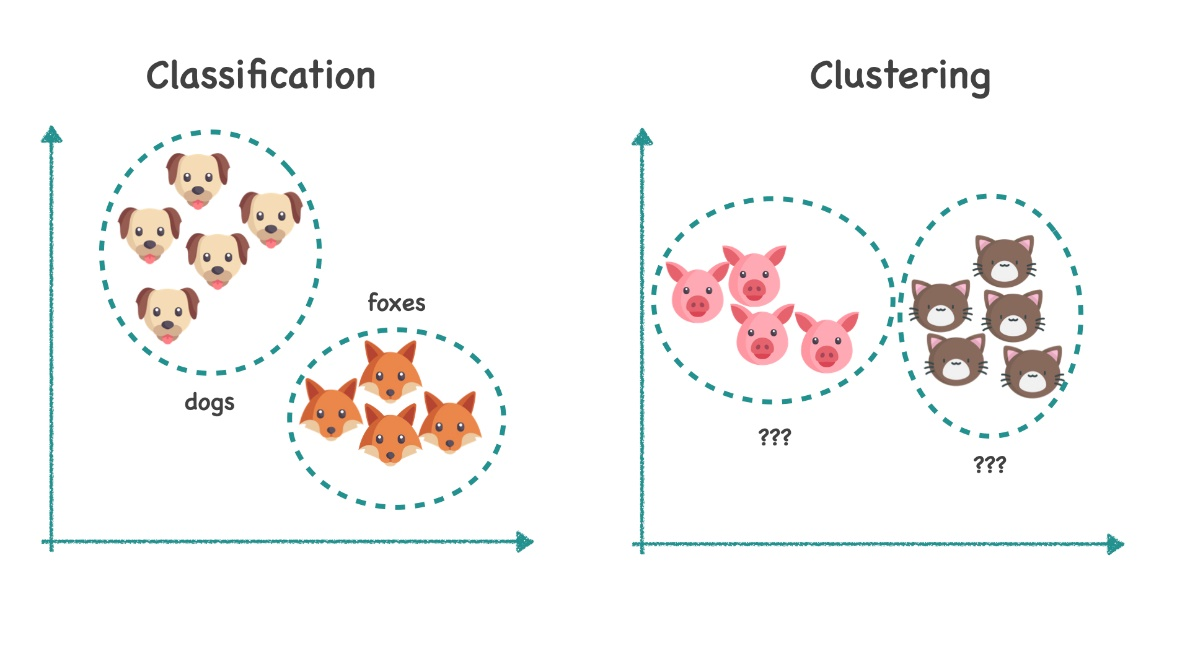 Classification
Clustering
foxes
dogs
???
???